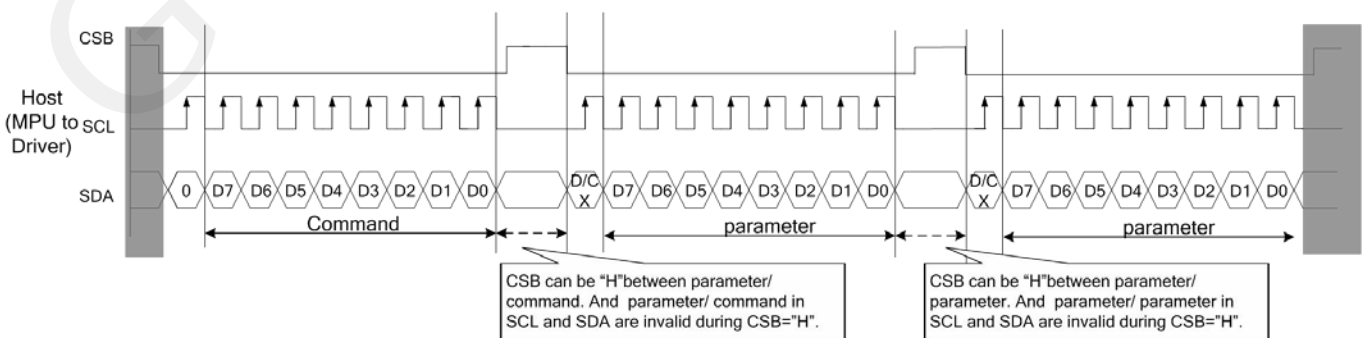 CSB
Host
(MPU to
Driver)
SCL
SDA
0 D7 D6 D5 D4 D3 D2 D1 D0 D/C X D7 D6 D5 D4 D3 D2 D1 D0 D/C X D7 D6 D5 D4 D3 D2 D1 D0
Command parameter parameter
CSB can be “H”between parameter/
command. And parameter/ command in
SCL and SDA are invalid during CSB="H".
CSB can be “H”between parameter/
parameter. And parameter/ parameter in
SCL and SDA are invalid during CSB="H".